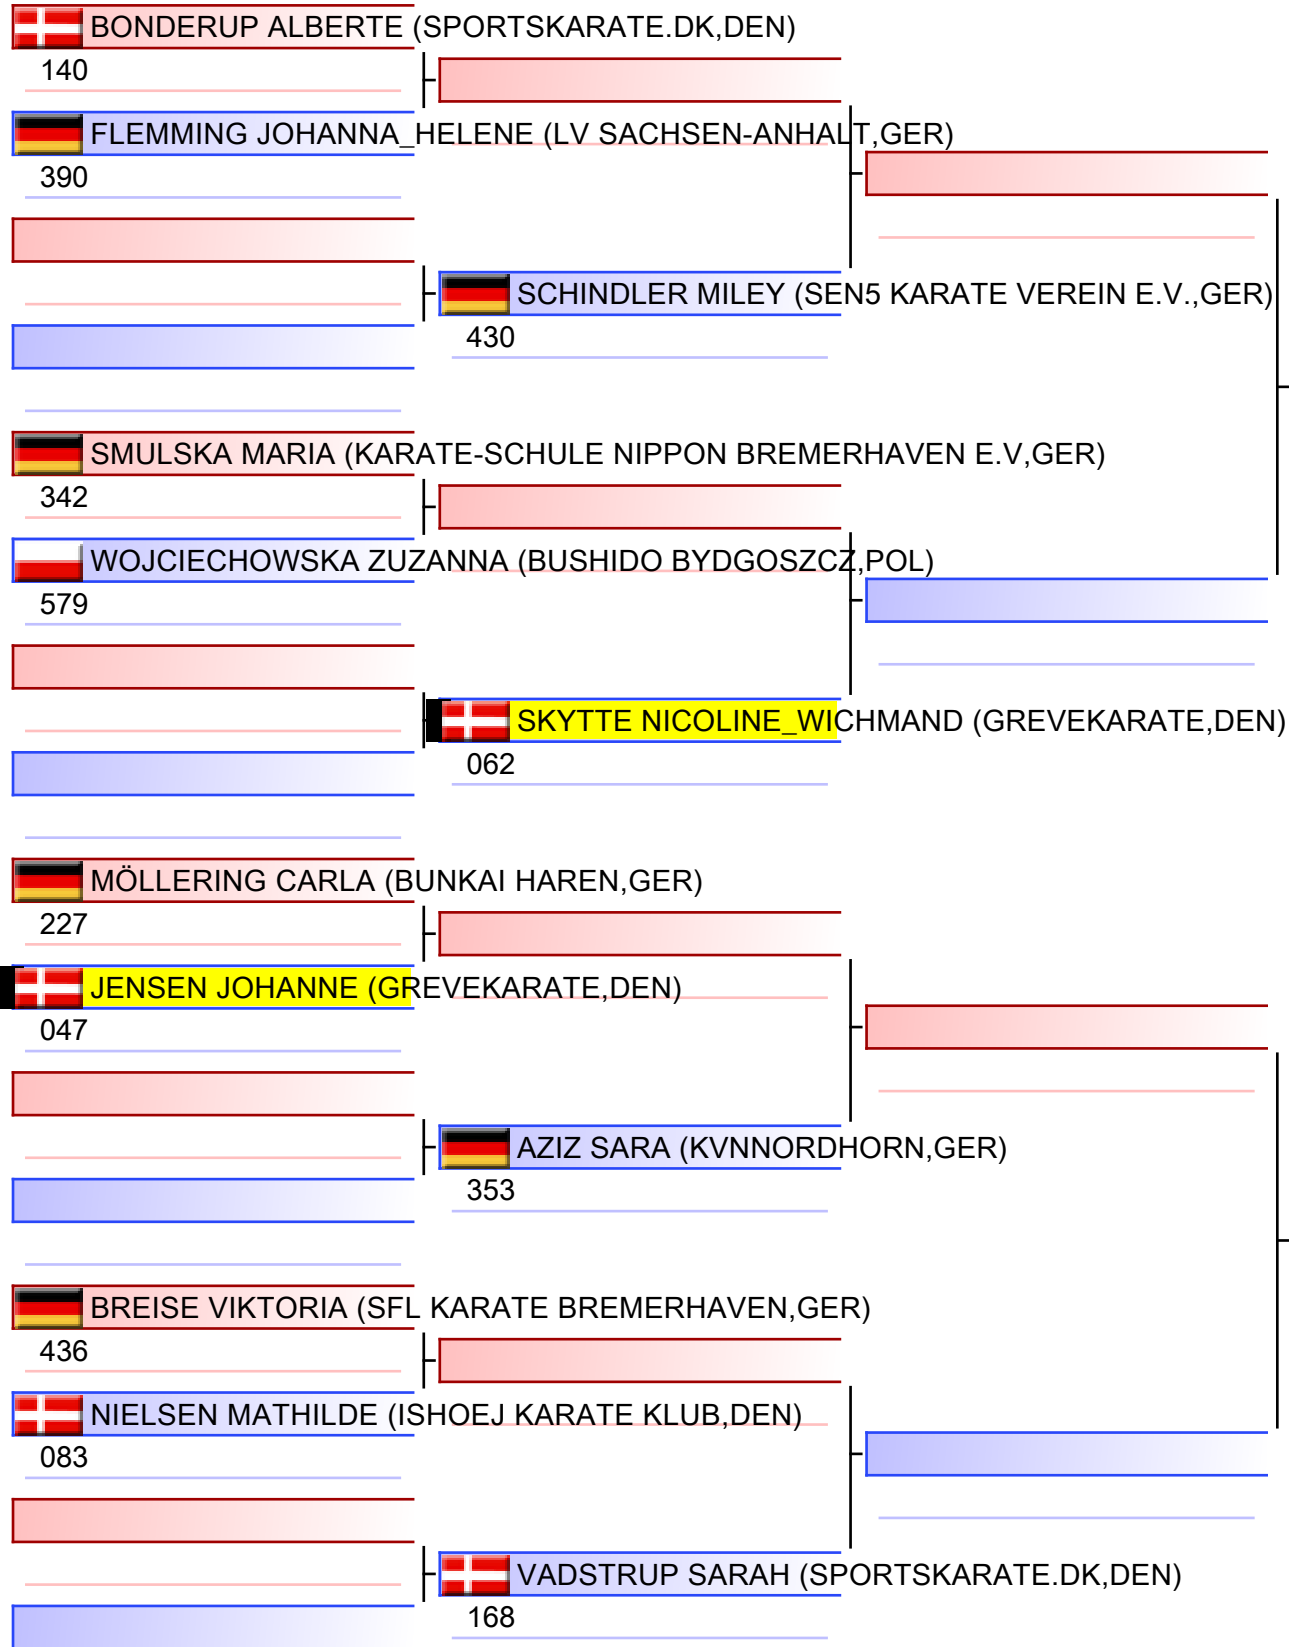 BONDERUP ALBERTE (SPORTSKARATE.DK,DEN)
140
FLEMMING JOHANNA_HELENE (LV SACHSEN-ANHALT,GER)
390
SCHINDLER MILEY (SEN5 KARATE VEREIN E.V.,GER)
430
SMULSKA MARIA (KARATE-SCHULE NIPPON BREMERHAVEN E.V,GER)
342
WOJCIECHOWSKA ZUZANNA (BUSHIDO BYDGOSZCZ,POL)
579
SKYTTE NICOLINE_WICHMAND (GREVEKARATE,DEN)
062
MÖLLERING CARLA (BUNKAI HAREN,GER)
227
JENSEN JOHANNE (GREVEKARATE,DEN)
047
AZIZ SARA (KVNNORDHORN,GER)
353
BREISE VIKTORIA (SFL KARATE BREMERHAVEN,GER)
436
NIELSEN MATHILDE (ISHOEJ KARATE KLUB,DEN)
083
VADSTRUP SARAH (SPORTSKARATE.DK,DEN)
168